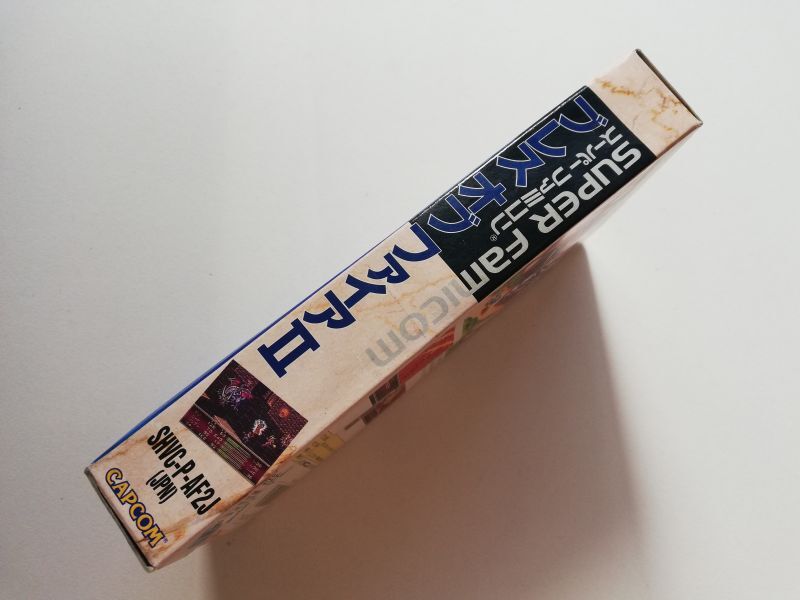 SUPER Famicom
スーパーファミコン®
ブレス オブ ファイアII
SHVC-P-AF2J
(JPN)
CAPCOM™